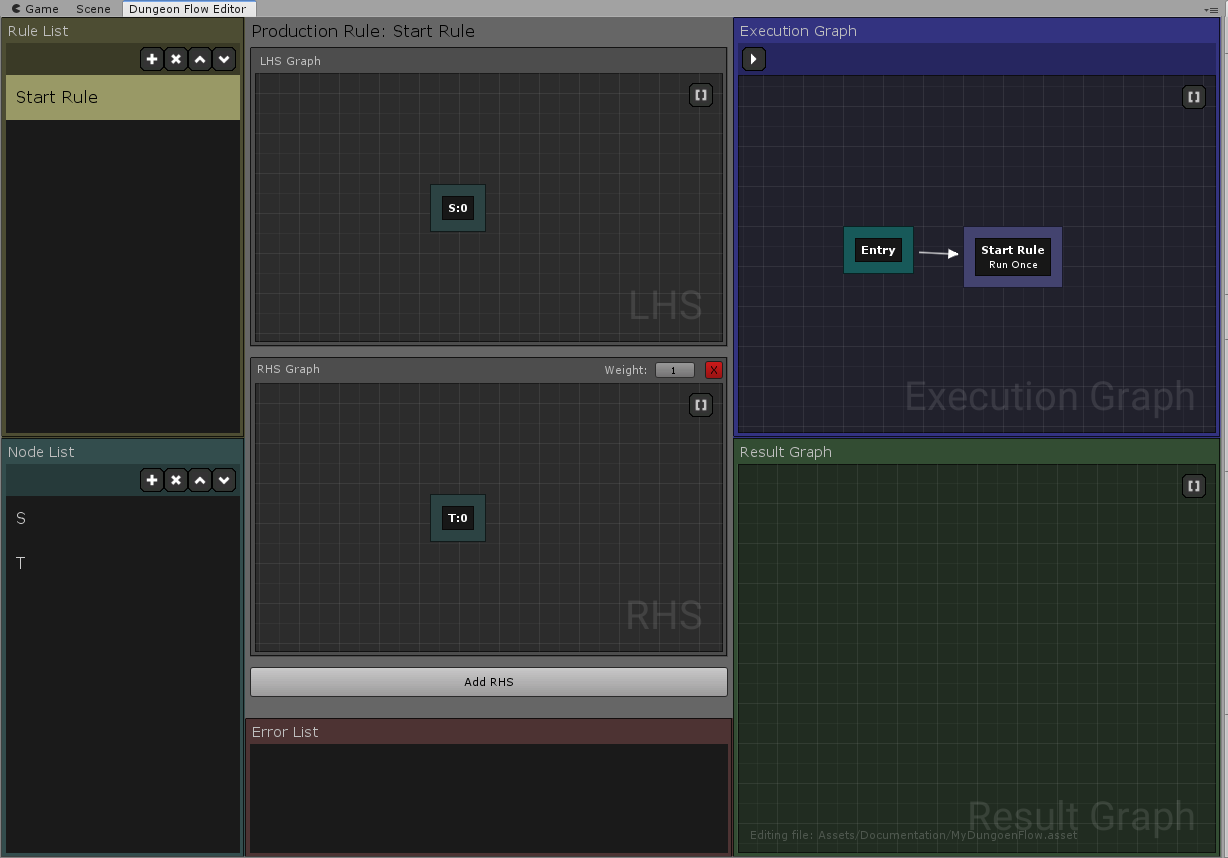 Game Scene Dungeon Flow Editor
Rule List
Start Rule
Node List
S
T
Production Rule: Start Rule
LHS Graph
S:0
LHS
RHS Graph Weight: 1 X
T:0
RHS
Add RHS
Error List
Execution Graph
Entry
Start Rule
Run Once
Execution Graph
Result Graph
Result Graph
Editing file: Assets/Documentation/MyDungoenFlow.asset